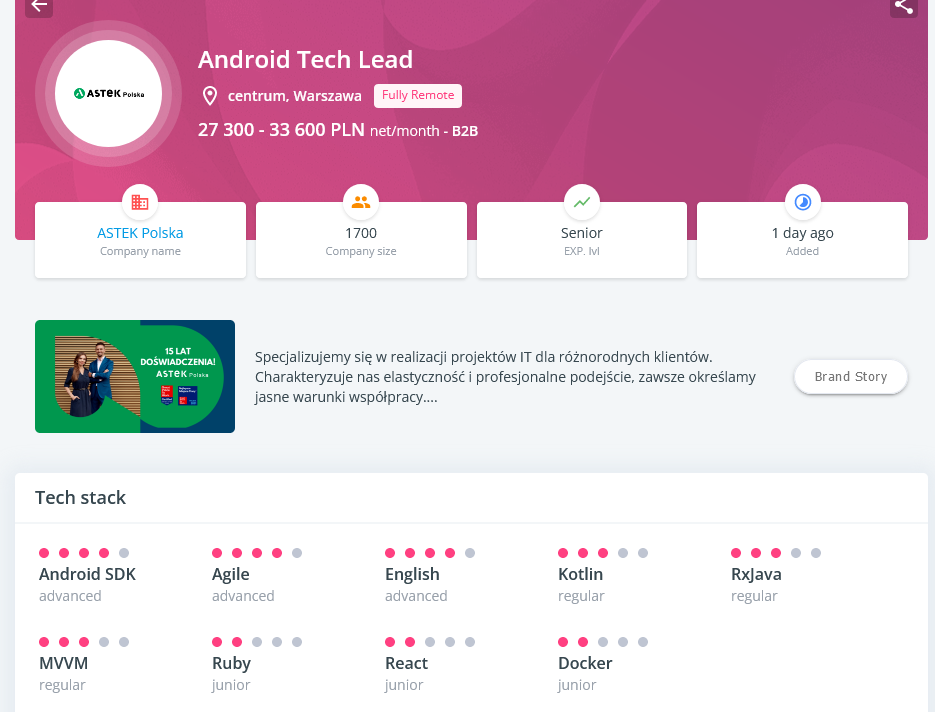 Android Tech Lead
ASTEK Polska
centrum, Warszawa Fully Remote
27 300 - 33 600 PLN net/month - B2B
ASTEK Polska
Company name
1700
Company size
Senior
EXP. lvl
1 day ago
Added
15 LAT
DOŚWIADCZENIA!
ASTEK Polska
Specjalizujemy się w realizacji projektów IT dla różnorodnych klientów.
Charakteryzuje nas elastyczność i profesjonalne podejście, zawsze określamy
jasne warunki współpracy....
Brand Story
Tech stack
Android SDK
advanced
Agile
advanced
English
advanced
Kotlin
regular
RxJava
regular
MVVM
regular
Ruby
junior
React
junior
Docker
junior